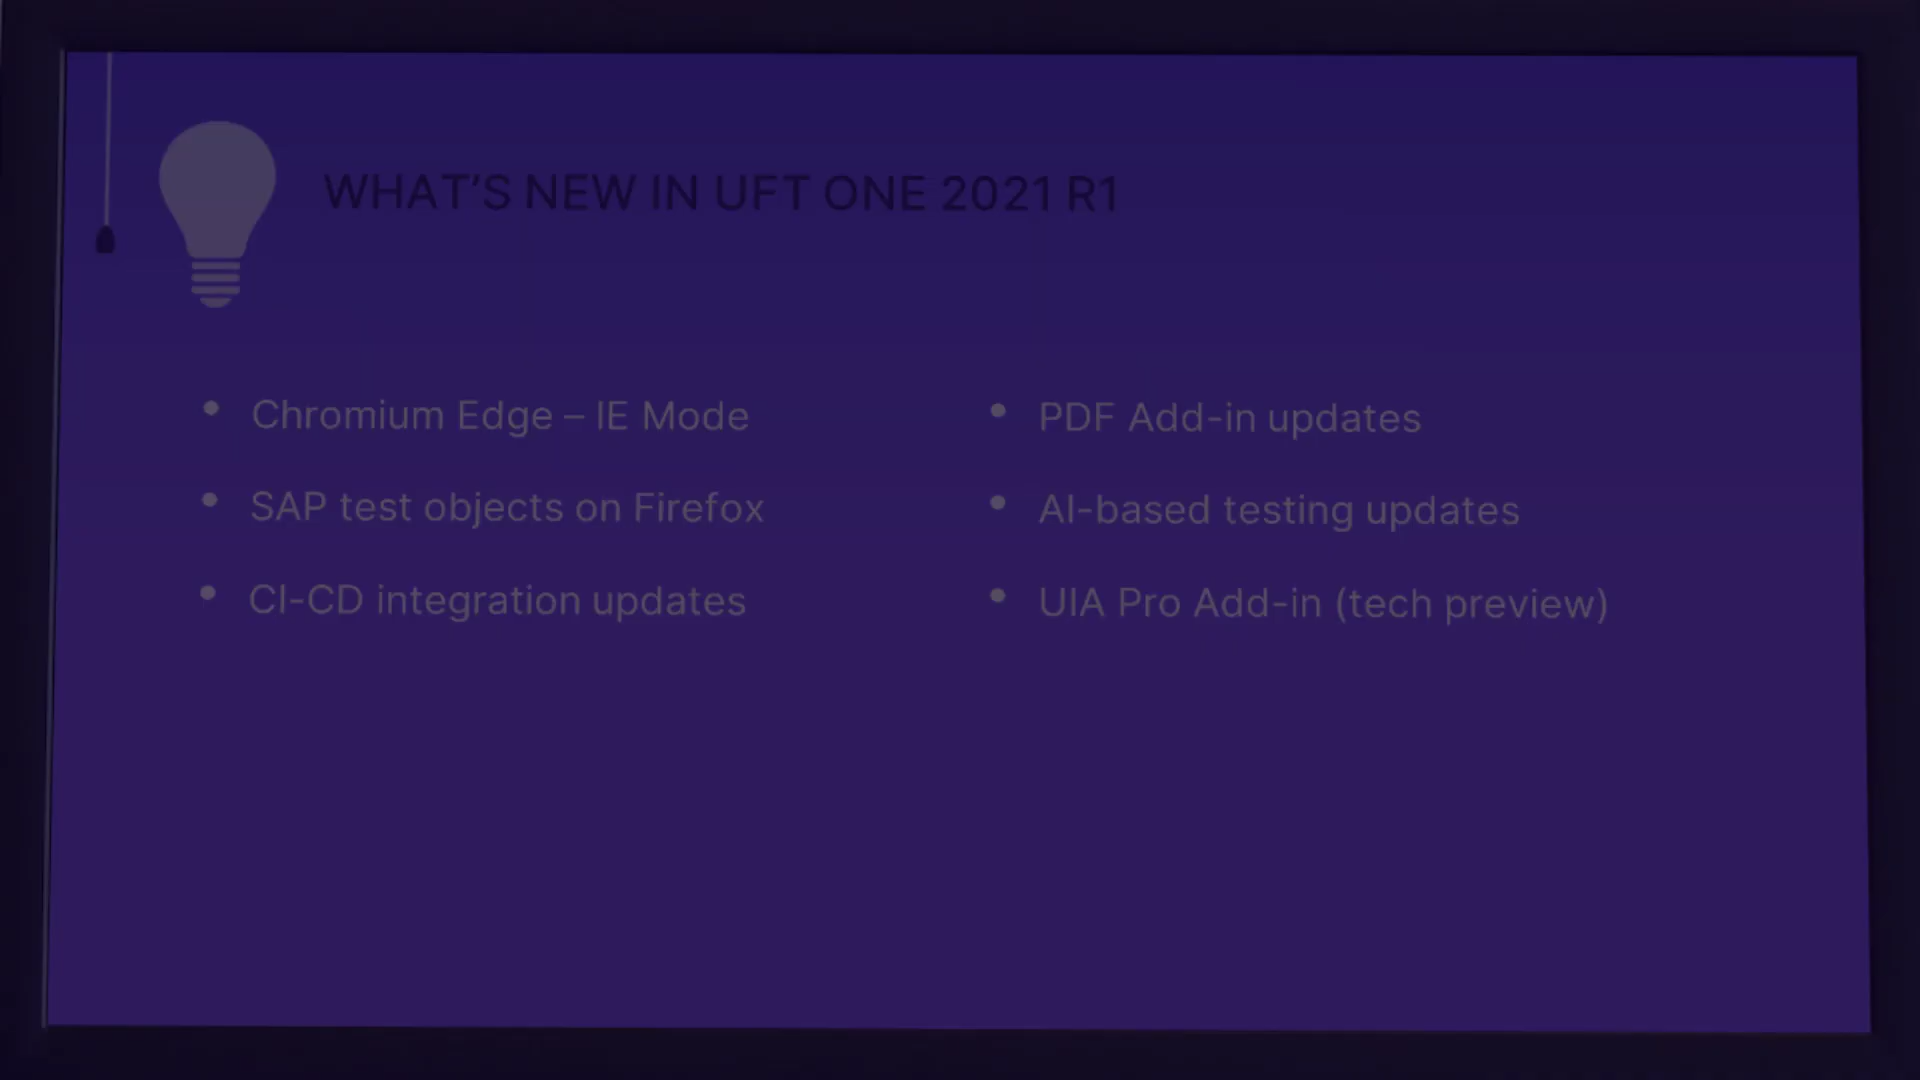 WHAT'S NEW IN UFT ONE 2021 R1
• Chromium Edge – IE Mode
• SAP test objects on Firefox
• CI-CD integration updates
• PDF Add-in updates
• AI-based testing updates
• UIA Pro Add-in (tech preview)